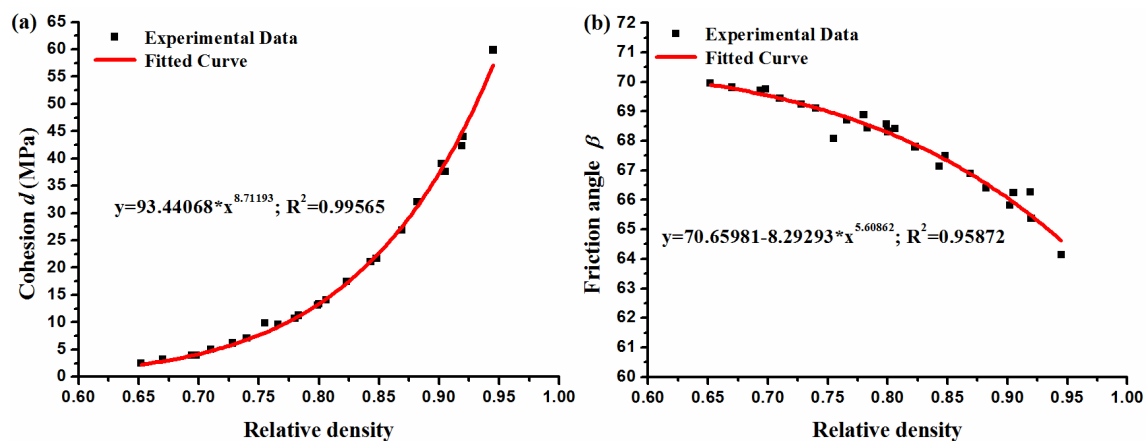 (a)
Experimental Data
Fitted Curve
y=93.44068*x^8.71193; R^2=0.99565
Cohesion d (MPa)
65
60
55
50
45
40
35
30
25
20
15
10
5
0
0.60 0.65 0.70 0.75 0.80 0.85 0.90 0.95 1.00
Relative density
(b)
Experimental Data
Fitted Curve
y=70.65981-8.29293*x^5.60862; R^2=0.95872
Friction angle β
72
71
70
69
68
67
66
65
64
63
62
61
60
0.60 0.65 0.70 0.75 0.80 0.85 0.90 0.95 1.00
Relative density